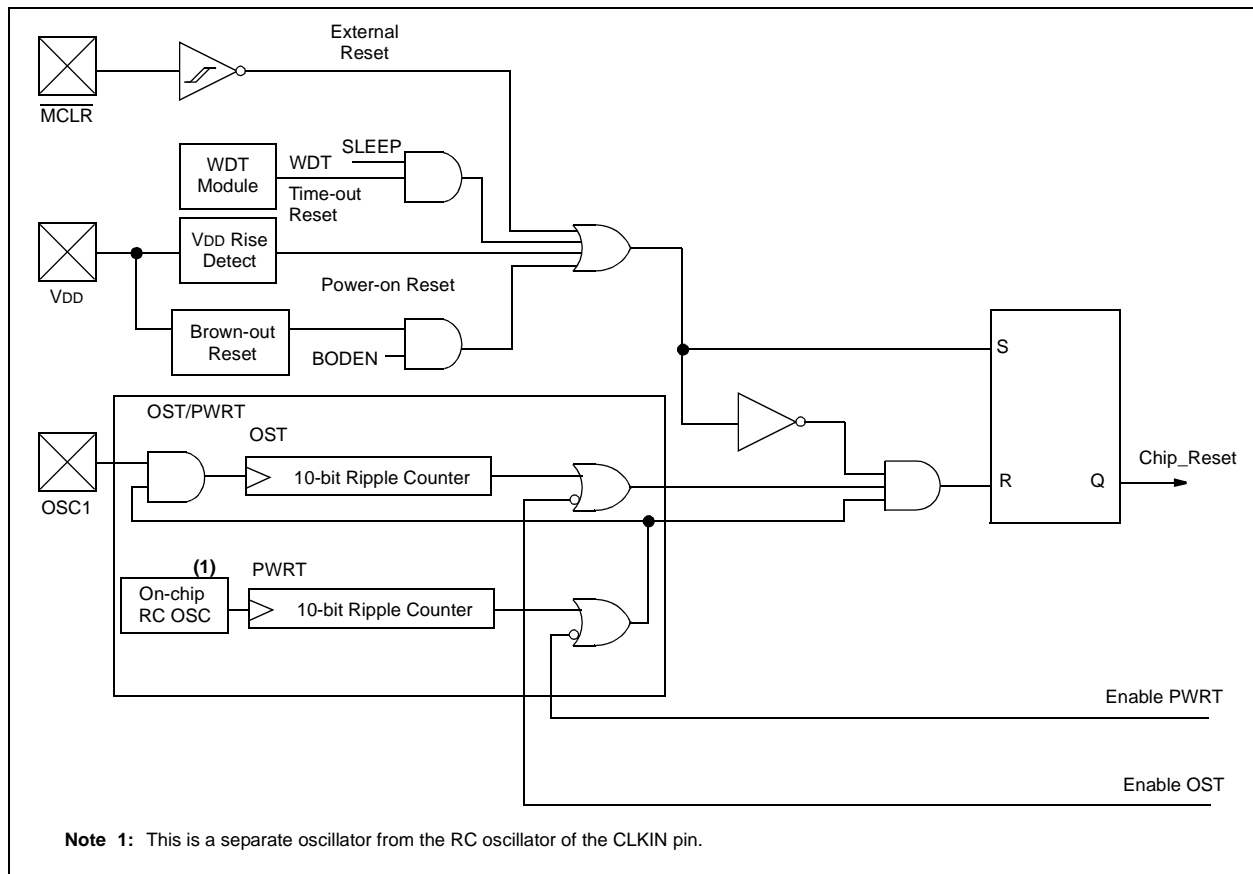 External
Reset
MCLR
SLEEP
WDT
Module
WDT
Time-out
Reset
VDD Rise
Detect
VDD
Power-on Reset
Brown-out
Reset
BODEN
S
OST/PWRT
OST
10-bit Ripple Counter
OSC1
Chip_Reset
R
Q
(1)
PWRT
On-chip
RC OSC
10-bit Ripple Counter
Enable PWRT
Enable OST
Note 1: This is a separate oscillator from the RC oscillator of the CLKIN pin.